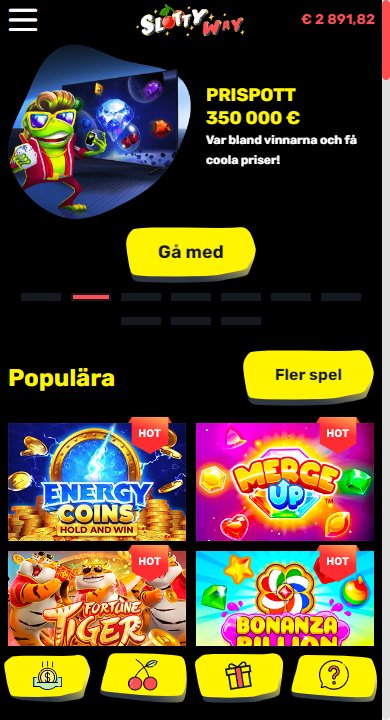 SLOTTY WAY
€ 2 891,82
PRISPOTT
350 000 €
Var bland vinnarna och få
coola priser!
Gå med
Populära
Fler spel
HOT
HOT
ENERGY
COINS
HOLD AND WIN
MERGE
UP™
HOT
HOT
FORTUNE
TIGER
BONANZA
BILLION